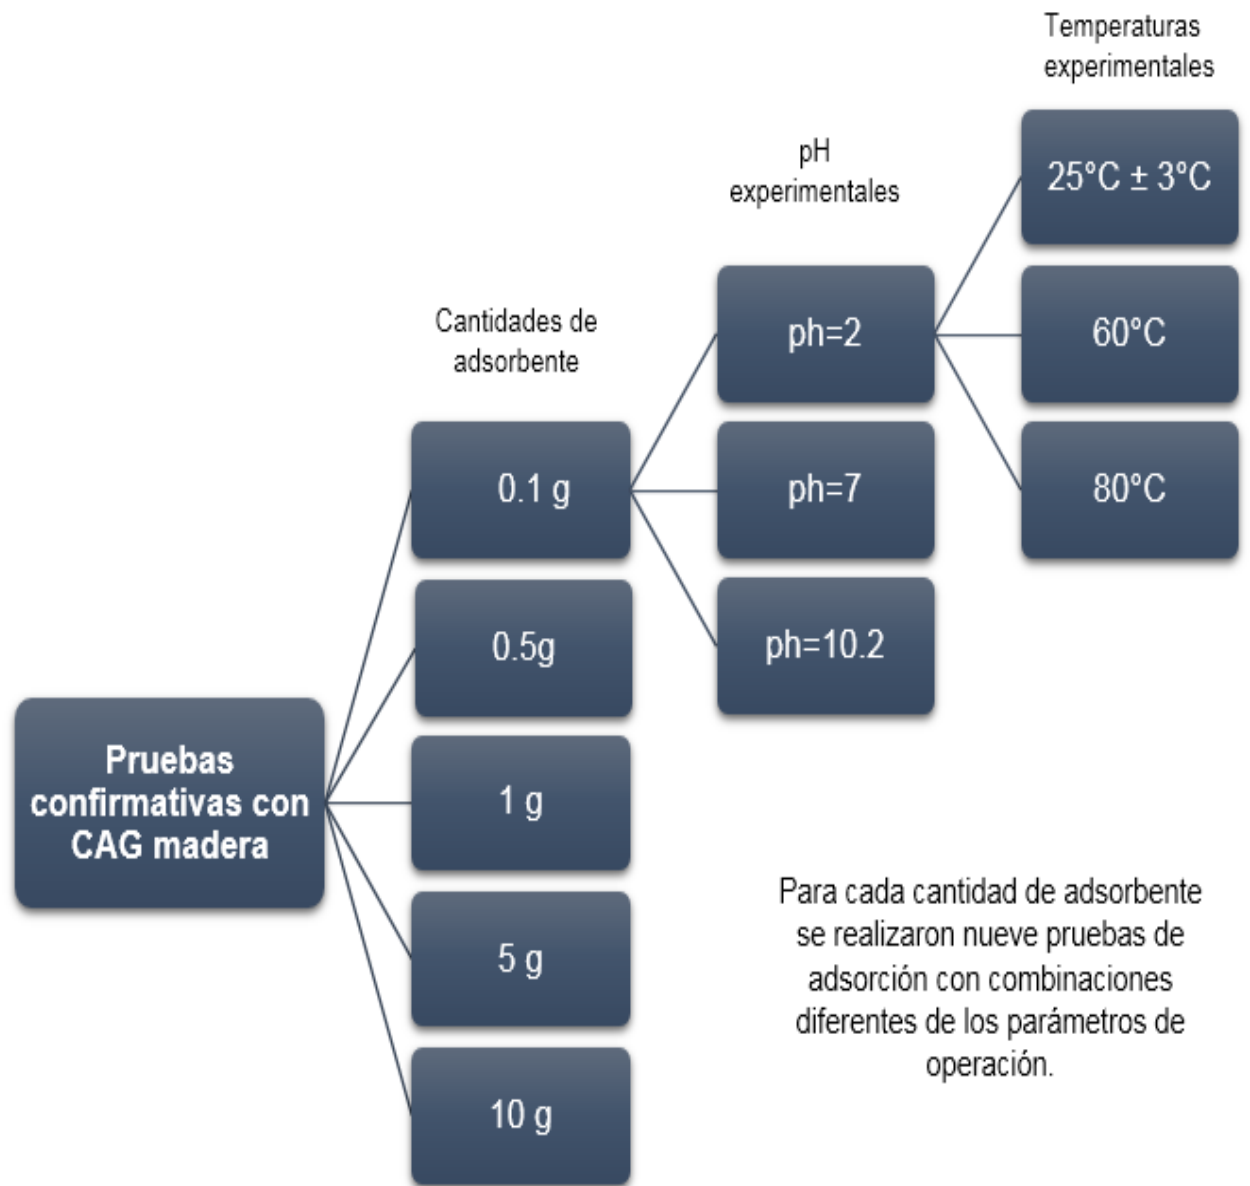 Temperaturas
experimentales
25°C ± 3°C
pH
experimentales
60°C
ph=2
Cantidades de
adsorbente
80°C
ph=7
0.1 g
ph=10.2
0.5g
Pruebas
confirmativas con
CAG madera
1 g
5 g
10 g
Para cada cantidad de adsorbente
se realizaron nueve pruebas de
adsorción con combinaciones
diferentes de los parámetros de
operación.